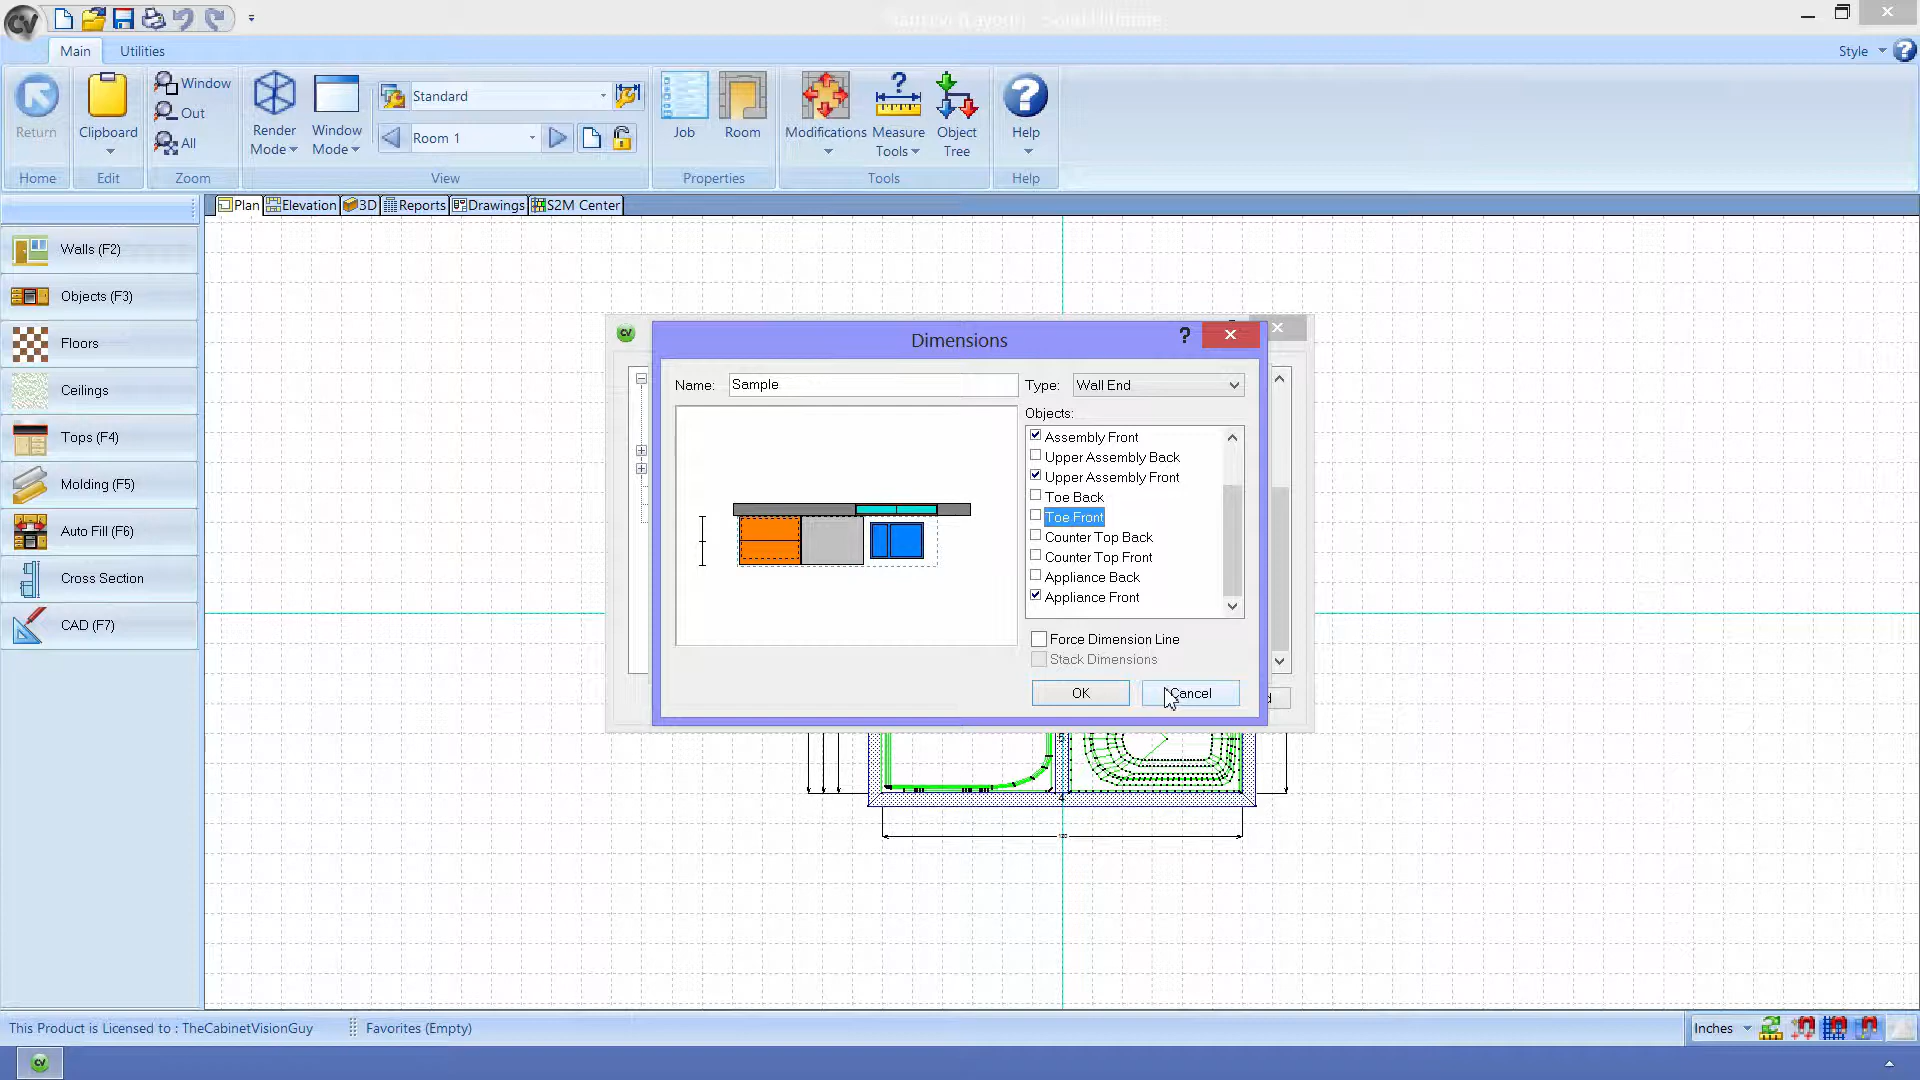 CV
Main
Utilities
Style
Return
Clipboard
Window
Out
All
Render
Mode
Window
Mode
Standard
Room 1
Job
Room
Modifications
Measure
Tools
Object
Tree
Help
Home
Edit
Zoom
View
Properties
Tools
Help
Plan
Elevation
3D
Reports
Drawings
S2M Center
Walls (F2)
Objects (F3)
Floors
Ceilings
Tops (F4)
Molding (F5)
Auto Fill (F6)
Cross Section
CAD (F7)
CV
Dimensions
?
Name:
Sample
Type:
Wall End
Objects:
Assembly Front
Upper Assembly Back
Upper Assembly Front
Toe Back
Toe Front
Counter Top Back
Counter Top Front
Appliance Back
Appliance Front
Force Dimension Line
Stack Dimensions
OK
Cancel
This Product is Licensed to : TheCabinetVisionGuy
Favorites (Empty)
Inches
CV